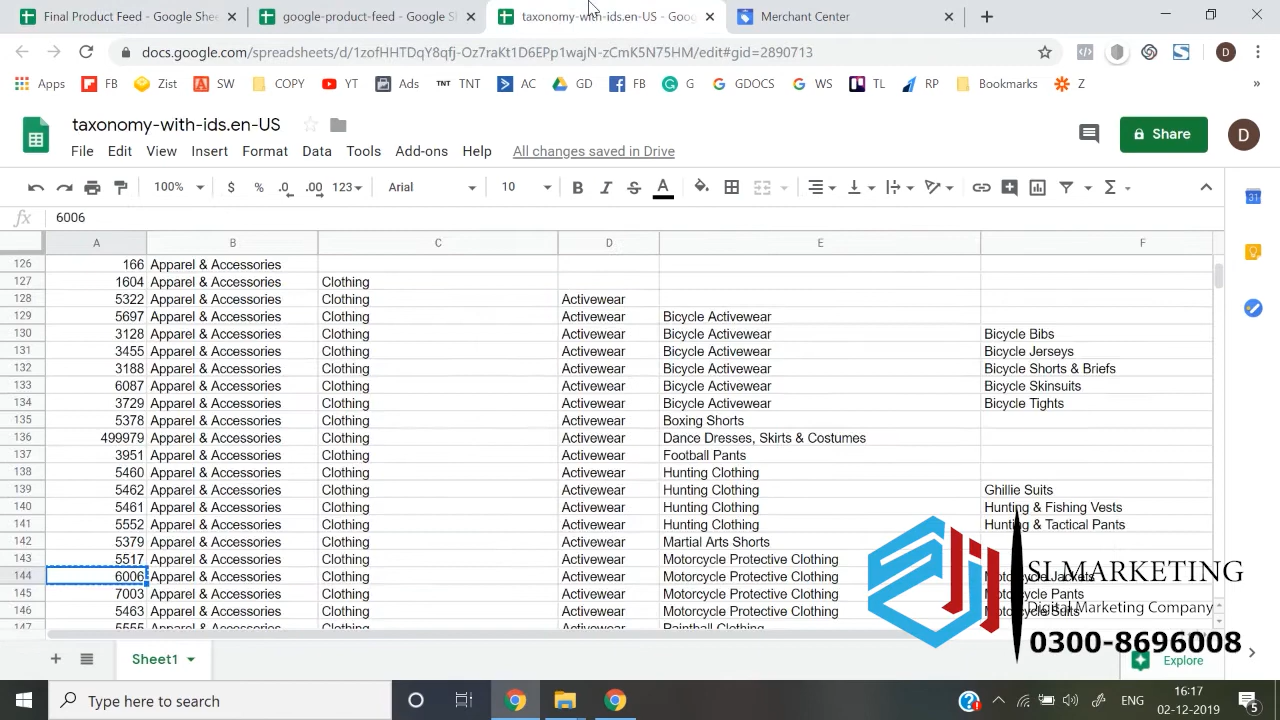 Final Product Feed - Google She
google-product-feed - Google S
taxonomy-with-ids.en-US - Goo
Merchant Center
docs.google.com/spreadsheets/d/1zofHHTDqY8qfj-Oz7raKt1D6EPp1wajN-zCmK5N75HM/edit#gid=2890713
D
Apps FB Zist SW COPY YT Ads TNT TNT AC GD FB G GDOCS WS TL RP Bookmarks Z »
taxonomy-with-ids.en-US
Share
D
File Edit View Insert Format Data Tools Add-ons Help All changes saved in Drive
100% $ % .0 .00 123 Arial 10 B I S A Σ
31
fx 6006
A B C D E F
126 166 Apparel & Accessories
127 1604 Apparel & Accessories Clothing
128 5322 Apparel & Accessories Clothing Activewear
129 5697 Apparel & Accessories Clothing Activewear Bicycle Activewear
130 3128 Apparel & Accessories Clothing Activewear Bicycle Activewear Bicycle Bibs
131 3455 Apparel & Accessories Clothing Activewear Bicycle Activewear Bicycle Jerseys
132 3188 Apparel & Accessories Clothing Activewear Bicycle Activewear Bicycle Shorts & Briefs
133 6087 Apparel & Accessories Clothing Activewear Bicycle Activewear Bicycle Skinsuits
134 3729 Apparel & Accessories Clothing Activewear Bicycle Activewear Bicycle Tights
135 5378 Apparel & Accessories Clothing Activewear Boxing Shorts
136 499979 Apparel & Accessories Clothing Activewear Dance Dresses, Skirts & Costumes
137 3951 Apparel & Accessories Clothing Activewear Football Pants
138 5460 Apparel & Accessories Clothing Activewear Hunting Clothing
139 5462 Apparel & Accessories Clothing Activewear Hunting Clothing Ghillie Suits
140 5461 Apparel & Accessories Clothing Activewear Hunting Clothing Hunting & Fishing Vests
141 5552 Apparel & Accessories Clothing Activewear Hunting Clothing Hunting & Tactical Pants
142 5379 Apparel & Accessories Clothing Activewear Martial Arts Shorts
143 5517 Apparel & Accessories Clothing Activewear Motorcycle Protective Clothing
144 6006 Apparel & Accessories Clothing Activewear Motorcycle Protective Clothing
145 7003 Apparel & Accessories Clothing Activewear Motorcycle Protective Clothing
146 5463 Apparel & Accessories Clothing Activewear Motorcycle Protective Clothing
147 5555 Apparel & Accessories Clothing Activewear Paintball Clothing
SJ MARKETING
Digital Marketing Company
0300-8696008
Sheet1
Explore
Type here to search
ENG
16:17
02-12-2019
5